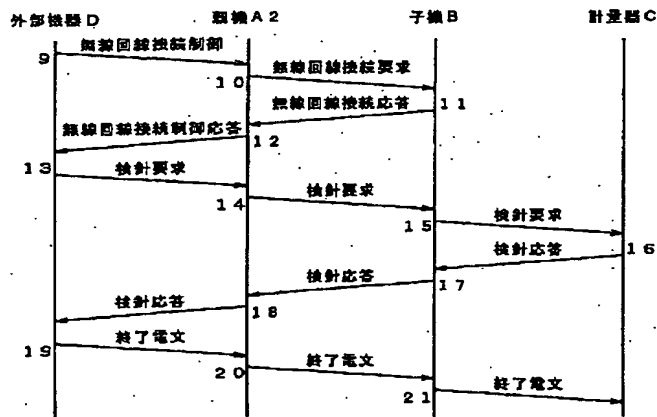 外部機器D 親機A2 子機B 計量器C
9 無線回線接続制御
10 無線回線接続要求
無線回線接続応答 11
無線回線接続制御応答 12
13 検針要求
14 検針要求
15 検針要求
検針応答 16
検針応答 17
検針応答 18
19 終了電文
20 終了電文
21 終了電文